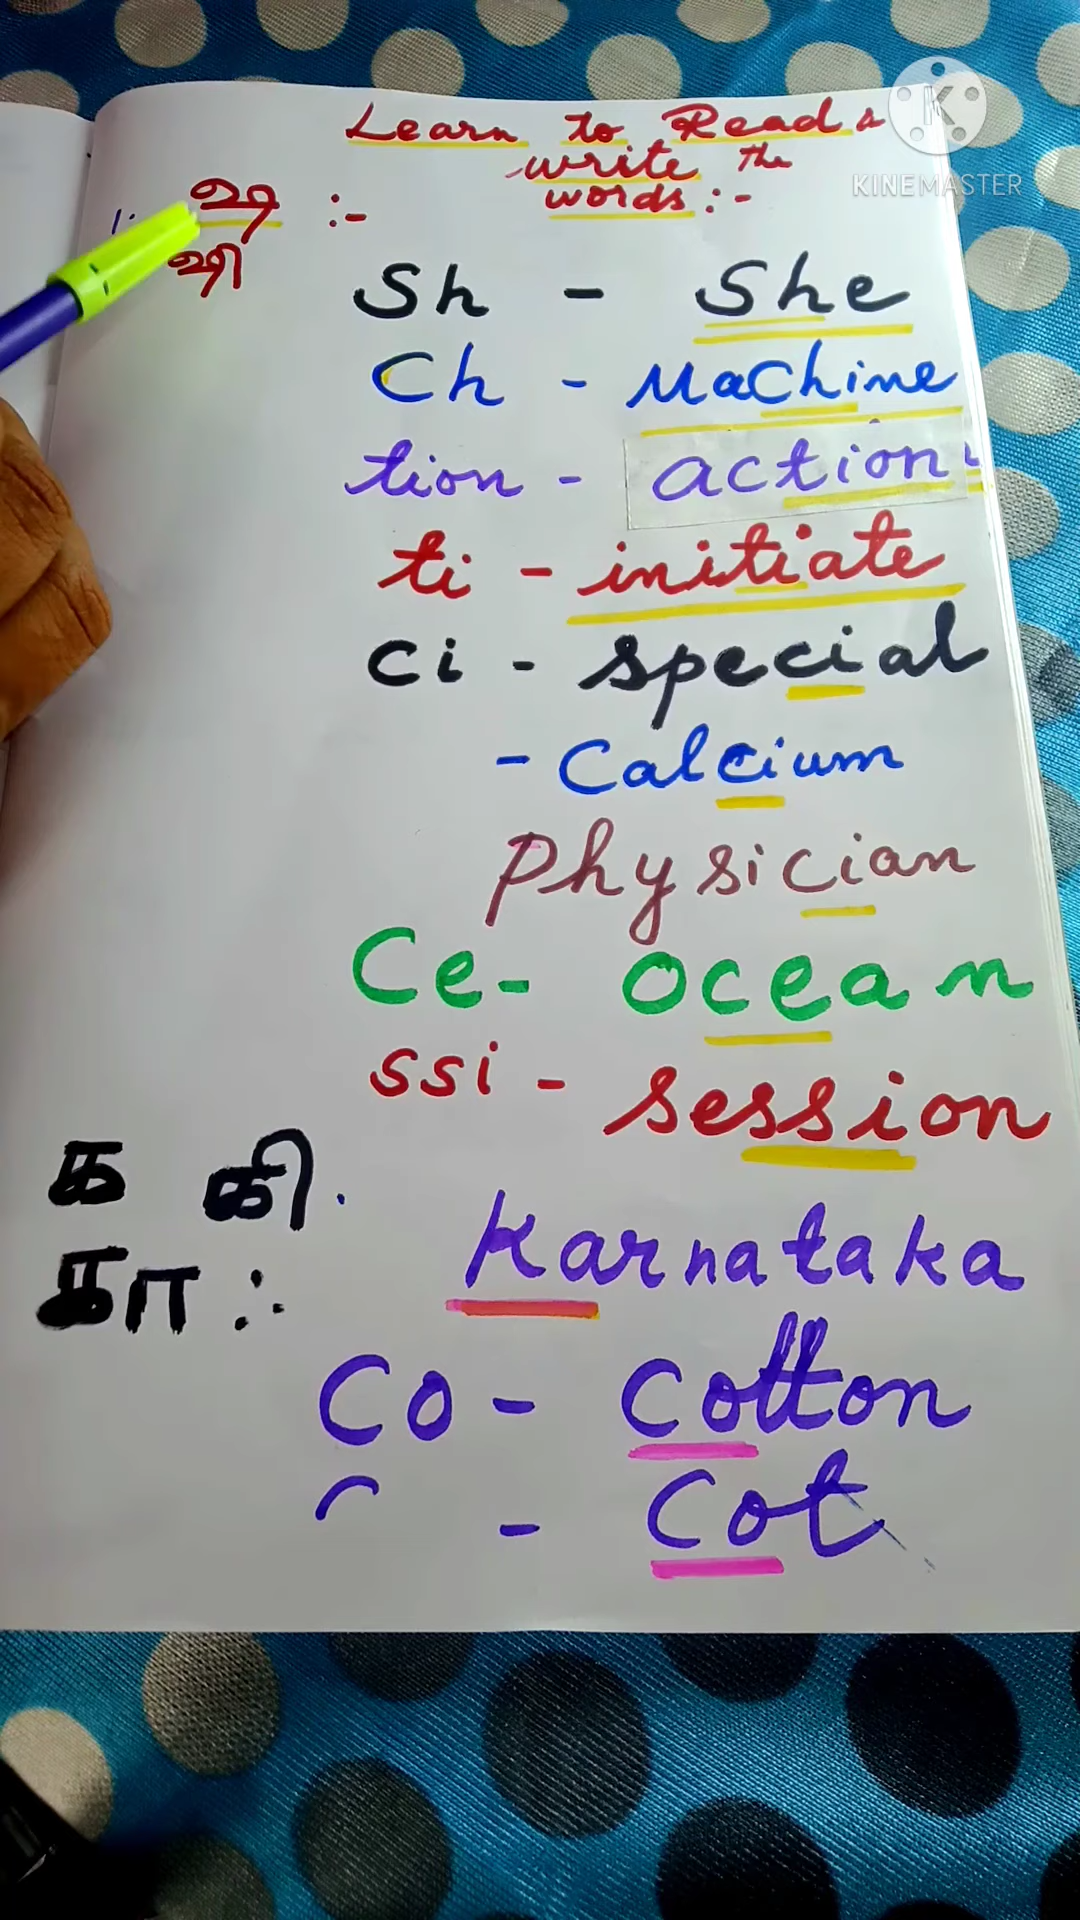 Learn to Read &
write the
words:-
KINEMASTER
ஷ :-
ஷி
Sh - She
Ch - Machine
tion - action
ti - initiate
Ci - special
- Calcium
Physician
Ce- Ocean
ssi - Session
க கி.
கா ஃ
Karnataka
CO - Cotton
- Cot